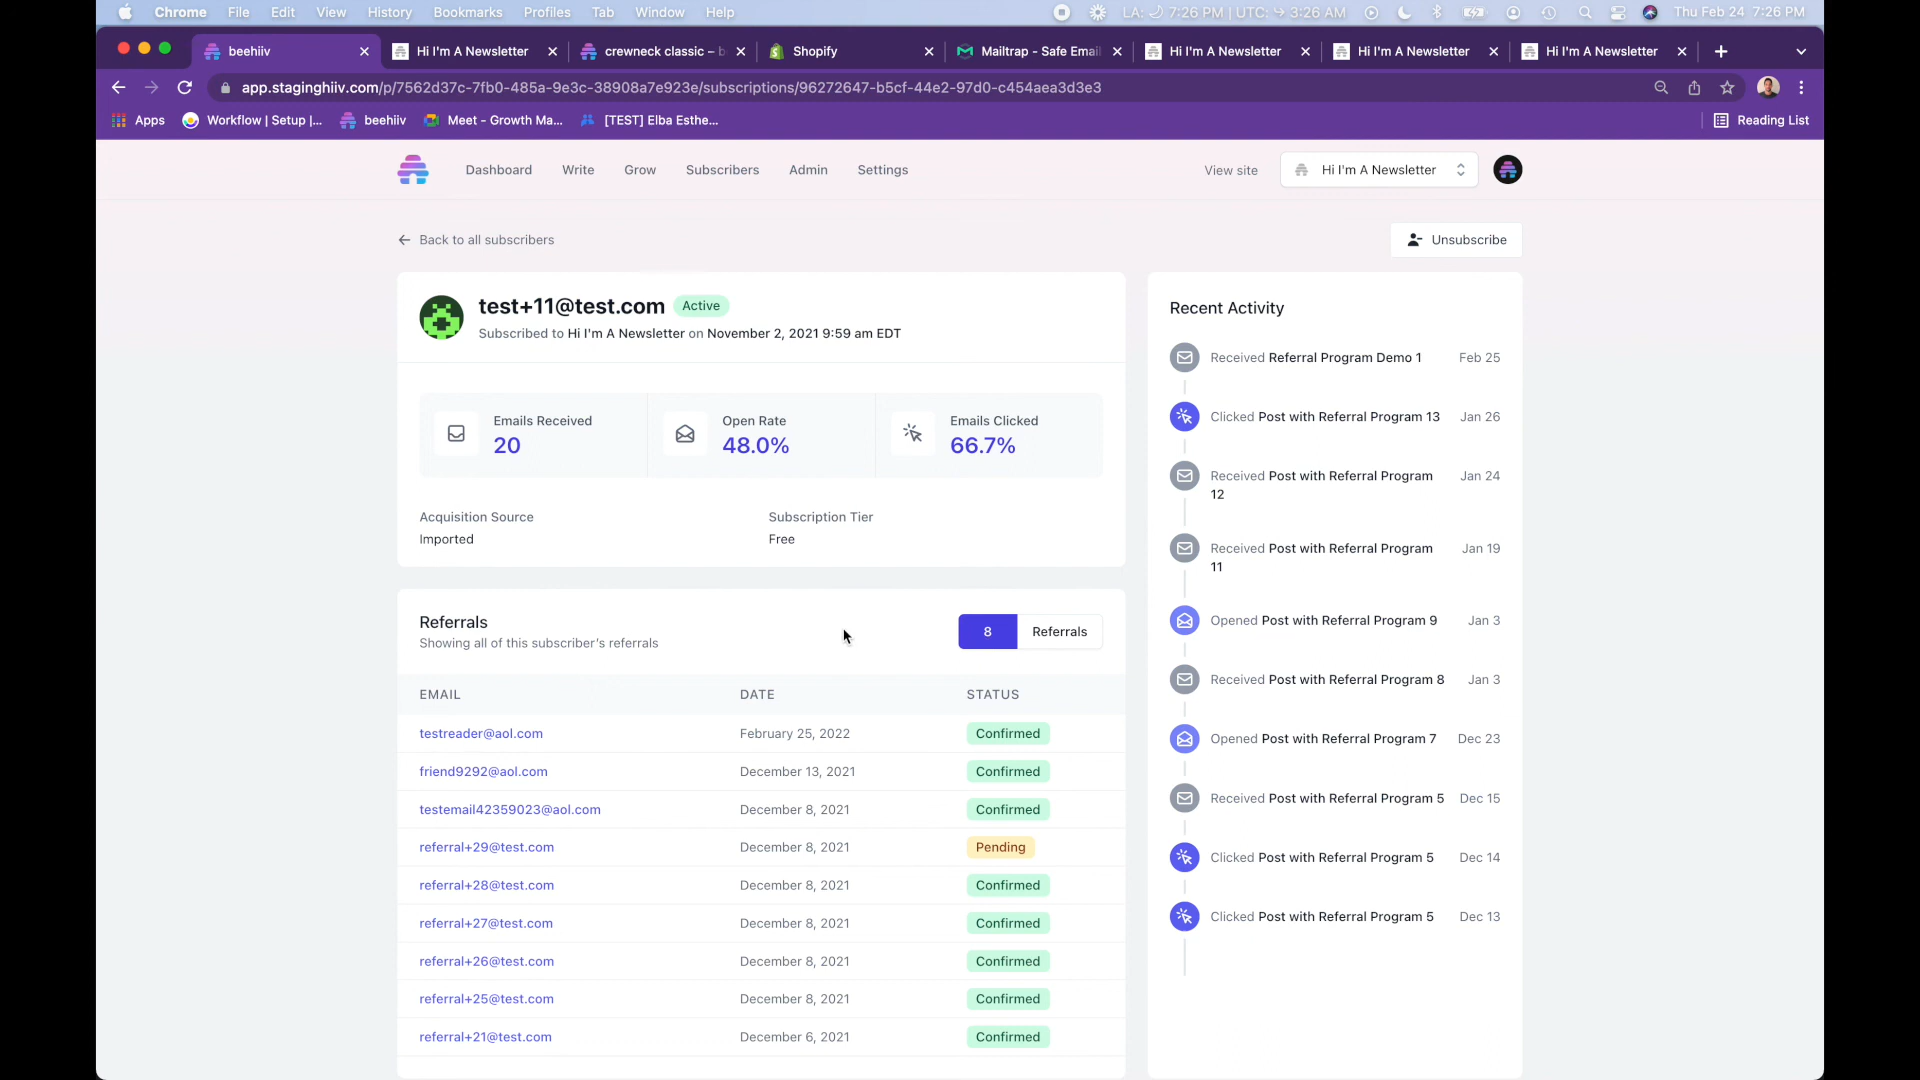 Chrome File Edit View History Bookmarks Profiles Tab Window Help LA: 7:26 PM | UTC: → 3:26 AM Thu Feb 24 7:26 PM
beehiiv Hi I'm A Newsletter crewneck classic – b Shopify Mailtrap - Safe Email Hi I'm A Newsletter Hi I'm A Newsletter Hi I'm A Newsletter
app.staginghiiv.com/p/7562d37c-7fb0-485a-9e3c-38908a7e923e/subscriptions/96272647-b5cf-44e2-97d0-c454aea3d3e3
Apps Workflow | Setup |... beehiiv Meet - Growth Ma... [TEST] Elba Esthe... Reading List
Dashboard Write Grow Subscribers Admin Settings View site Hi I'm A Newsletter
← Back to all subscribers Unsubscribe
test+11@test.com Active
Subscribed to Hi I'm A Newsletter on November 2, 2021 9:59 am EDT
Emails Received Open Rate Emails Clicked
20 48.0% 66.7%
Acquisition Source Subscription Tier
Imported Free
Referrals
Showing all of this subscriber's referrals
8 Referrals
EMAIL DATE STATUS
testreader@aol.com February 25, 2022 Confirmed
friend9292@aol.com December 13, 2021 Confirmed
testemail42359023@aol.com December 8, 2021 Confirmed
referral+29@test.com December 8, 2021 Pending
referral+28@test.com December 8, 2021 Confirmed
referral+27@test.com December 8, 2021 Confirmed
referral+26@test.com December 8, 2021 Confirmed
referral+25@test.com December 8, 2021 Confirmed
referral+21@test.com December 6, 2021 Confirmed
Recent Activity
Received Referral Program Demo 1 Feb 25
Clicked Post with Referral Program 13 Jan 26
Received Post with Referral Program Jan 24
12
Received Post with Referral Program Jan 19
11
Opened Post with Referral Program 9 Jan 3
Received Post with Referral Program 8 Jan 3
Opened Post with Referral Program 7 Dec 23
Received Post with Referral Program 5 Dec 15
Clicked Post with Referral Program 5 Dec 14
Clicked Post with Referral Program 5 Dec 13